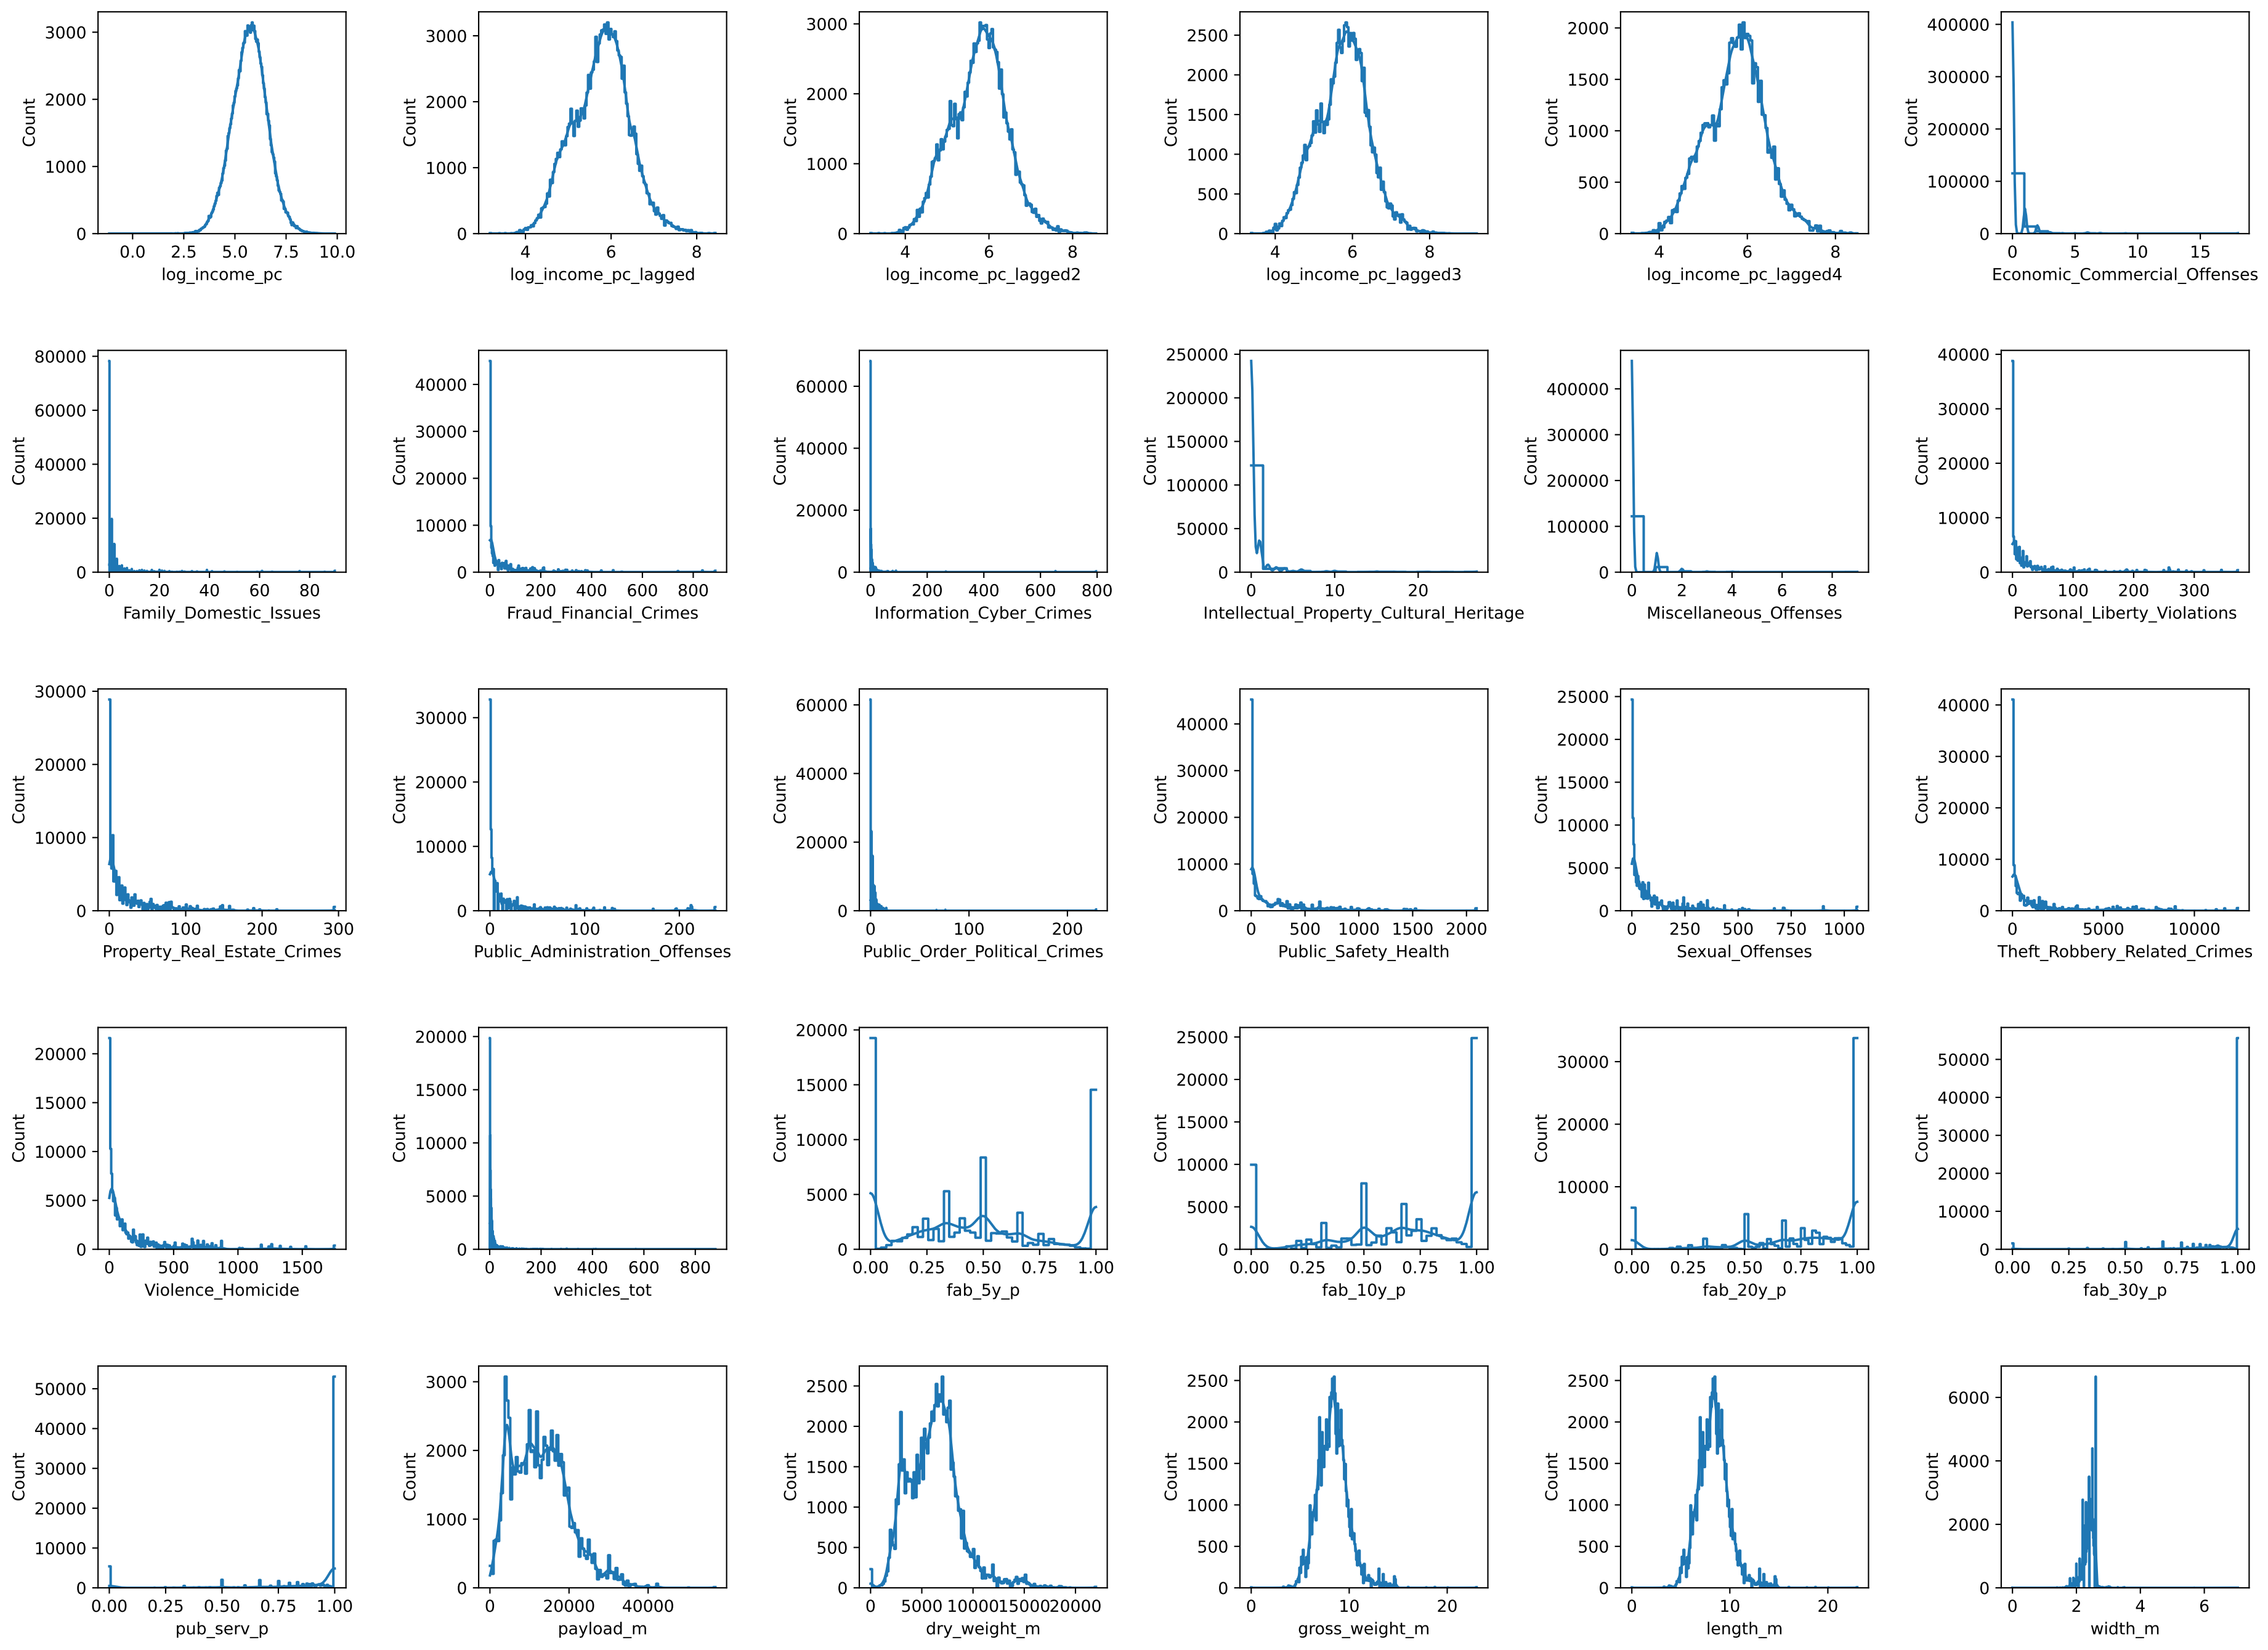 3000
2000
1000
0
Count
0.0 2.5 5.0 7.5 10.0
log_income_pc
3000
2000
1000
0
Count
4 6 8
log_income_pc_lagged
3000
2000
1000
0
Count
4 6 8
log_income_pc_lagged2
2500
2000
1500
1000
500
0
Count
4 6 8
log_income_pc_lagged3
2000
1500
1000
500
0
Count
4 6 8
log_income_pc_lagged4
400000
300000
200000
100000
0
Count
0 5 10 15
Economic_Commercial_Offenses
80000
60000
40000
20000
0
Count
0 20 40 60 80
Family_Domestic_Issues
40000
30000
20000
10000
0
Count
0 200 400 600 800
Fraud_Financial_Crimes
60000
40000
20000
0
Count
0 200 400 600 800
Information_Cyber_Crimes
250000
200000
150000
100000
50000
0
Count
0 10 20
Intellectual_Property_Cultural_Heritage
400000
300000
200000
100000
0
Count
0 2 4 6 8
Miscellaneous_Offenses
40000
30000
20000
10000
0
Count
0 100 200 300
Personal_Liberty_Violations
30000
20000
10000
0
Count
0 100 200 300
Property_Real_Estate_Crimes
30000
20000
10000
0
Count
0 100 200
Public_Administration_Offenses
60000
40000
20000
0
Count
0 100 200
Public_Order_Political_Crimes
40000
30000
20000
10000
0
Count
0 500 1000 1500 2000
Public_Safety_Health
25000
20000
15000
10000
5000
0
Count
0 250 500 750 1000
Sexual_Offenses
40000
30000
20000
10000
0
Count
0 5000 10000
Theft_Robbery_Related_Crimes
20000
15000
10000
5000
0
Count
0 500 1000 1500
Violence_Homicide
20000
15000
10000
5000
0
Count
0 200 400 600 800
vehicles_tot
20000
15000
10000
5000
0
Count
0.00 0.25 0.50 0.75 1.00
fab_5y_p
25000
20000
15000
10000
5000
0
Count
0.00 0.25 0.50 0.75 1.00
fab_10y_p
30000
20000
10000
0
Count
0.00 0.25 0.50 0.75 1.00
fab_20y_p
50000
40000
30000
20000
10000
0
Count
0.00 0.25 0.50 0.75 1.00
fab_30y_p
50000
40000
30000
20000
10000
0
Count
0.00 0.25 0.50 0.75 1.00
pub_serv_p
3000
2000
1000
0
Count
0 20000 40000
payload_m
2500
2000
1500
1000
500
0
Count
0 5000 10000 15000 20000
dry_weight_m
2500
2000
1500
1000
500
0
Count
0 10 20
gross_weight_m
2500
2000
1500
1000
500
0
Count
0 10 20
length_m
6000
4000
2000
0
Count
0 2 4 6
width_m